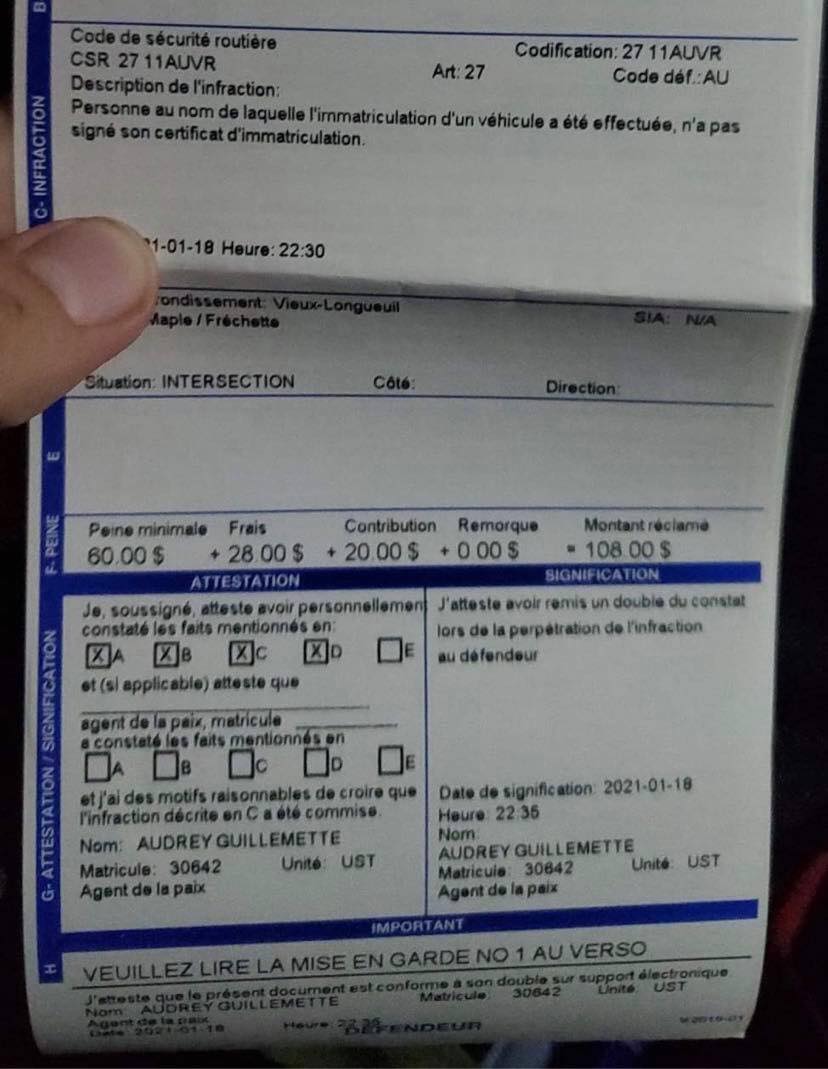 B
Code de sécurité routière
CSR 27 11AUVR Art: 27 Codification: 27 11AUVR
Code déf.: AU
Description de l'infraction:
Personne au nom de laquelle l'immatriculation d'un véhicule a été effectuée, n'a pas
signé son certificat d'immatriculation.
C- INFRACTION
1-01-18 Heure: 22:30
rondissement: Vieux-Longueuil
Maple / Fréchette SIA: N/A
Situation: INTERSECTION Côté: Direction:
E
F. PEINE
Peine minimale Frais Contribution Remorque Montant réclamé
60.00 $ + 28.00 $ + 20.00 $ + 0.00 $ = 108.00 $
G- ATTESTATION / SIGNIFICATION
ATTESTATION
Je, soussigné, atteste avoir personnellemen
constaté les faits mentionnés en:
X A X B X C X D E
et (si applicable) atteste que
agent de la paix, matricule
a constaté les faits mentionnés en
A B C D E
et j'ai des motifs raisonnables de croire que
l'infraction décrite en C a été commise.
Nom: AUDREY GUILLEMETTE
Matricule: 30642 Unité: UST
Agent de la paix
SIGNIFICATION
J'atteste avoir remis un double du constat
lors de la perpétration de l'infraction
au défendeur
Date de signification: 2021-01-18
Heure: 22:35
Nom:
AUDREY GUILLEMETTE
Matricule: 30642 Unité: UST
Agent de la paix
H
IMPORTANT
VEUILLEZ LIRE LA MISE EN GARDE NO 1 AU VERSO
J'atteste que le présent document est conforme à son double sur support électronique.
Nom: AUDREY GUILLEMETTE Matricule: 30642 Unité: UST
Agent de la paix
Date: 2021-01-18 Heure: 22:35
DÉFENDEUR